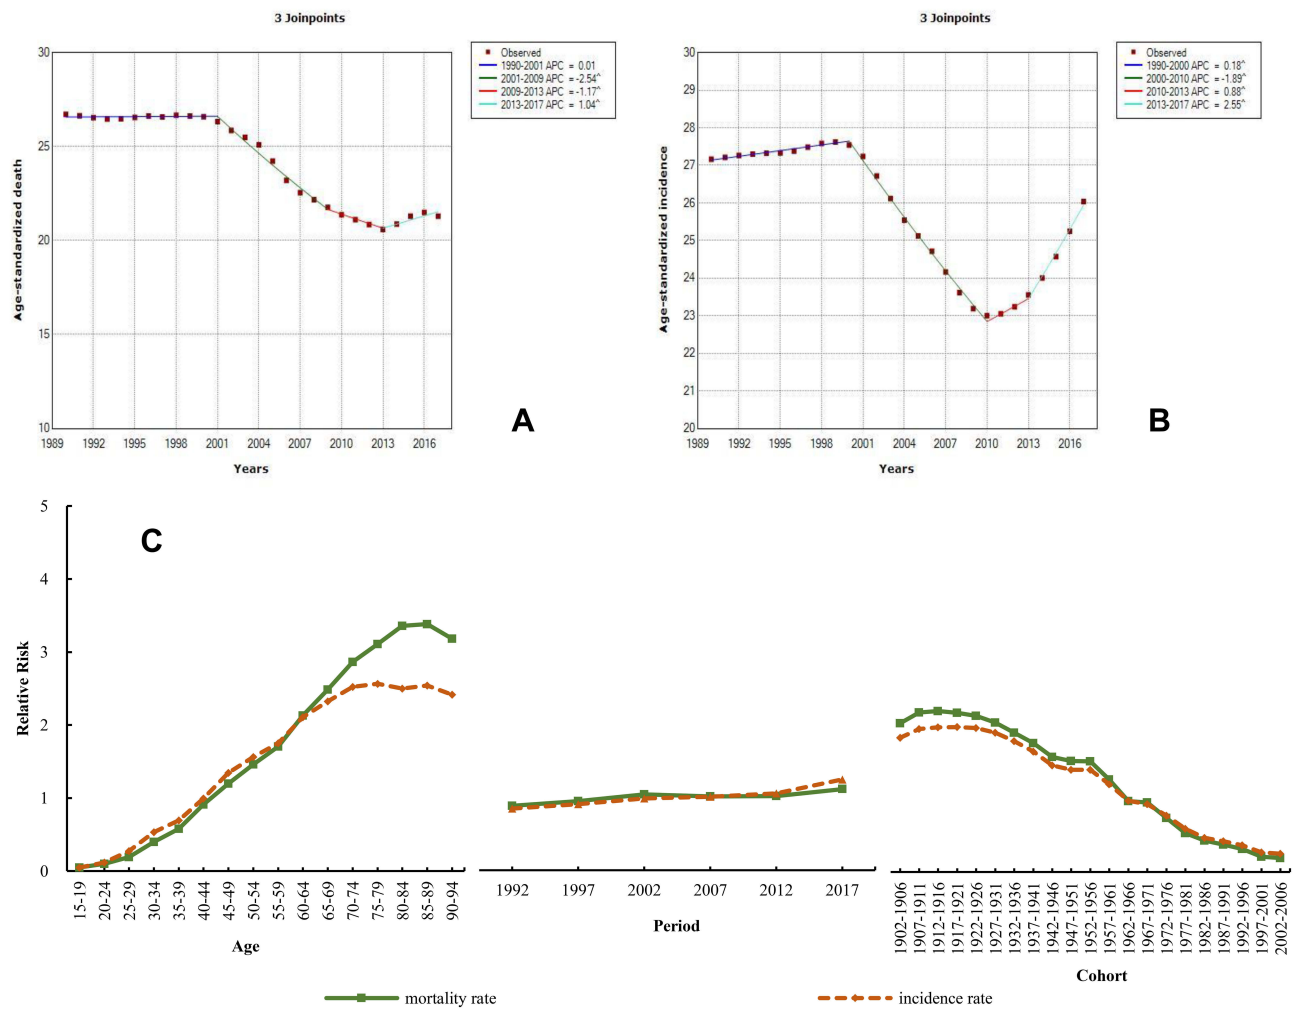 3 Joinpoints
30
25
20
15
10
Age-standardized death
1989 1992 1995 1998 2001 2004 2007 2010 2013 2016
Years
Observed
1990-2001 APC = 0.01
2001-2009 APC = -2.54^
2009-2013 APC = -1.17^
2013-2017 APC = 1.04^
A
3 Joinpoints
30
29
28
27
26
25
24
23
22
21
20
Age-standardized incidence
1989 1992 1995 1998 2001 2004 2007 2010 2013 2016
Years
Observed
1990-2000 APC = 0.18^
2000-2010 APC = -1.89^
2010-2013 APC = 0.88^
2013-2017 APC = 2.55^
B
C
5
4
3
2
1
0
Relative Risk
15-19 20-24 25-29 30-34 35-39 40-44 45-49 50-54 55-59 60-64 65-69 70-74 75-79 80-84 85-89 90-94
Age
1992 1997 2002 2007 2012 2017
Period
1902-1906 1907-1911 1912-1916 1917-1921 1922-1926 1927-1931 1932-1936 1937-1941 1942-1946 1947-1951 1952-1956 1957-1961 1962-1966 1967-1971 1972-1976 1977-1981 1982-1986 1987-1991 1992-1996 1997-2001 2002-2006
Cohort
mortality rate
incidence rate